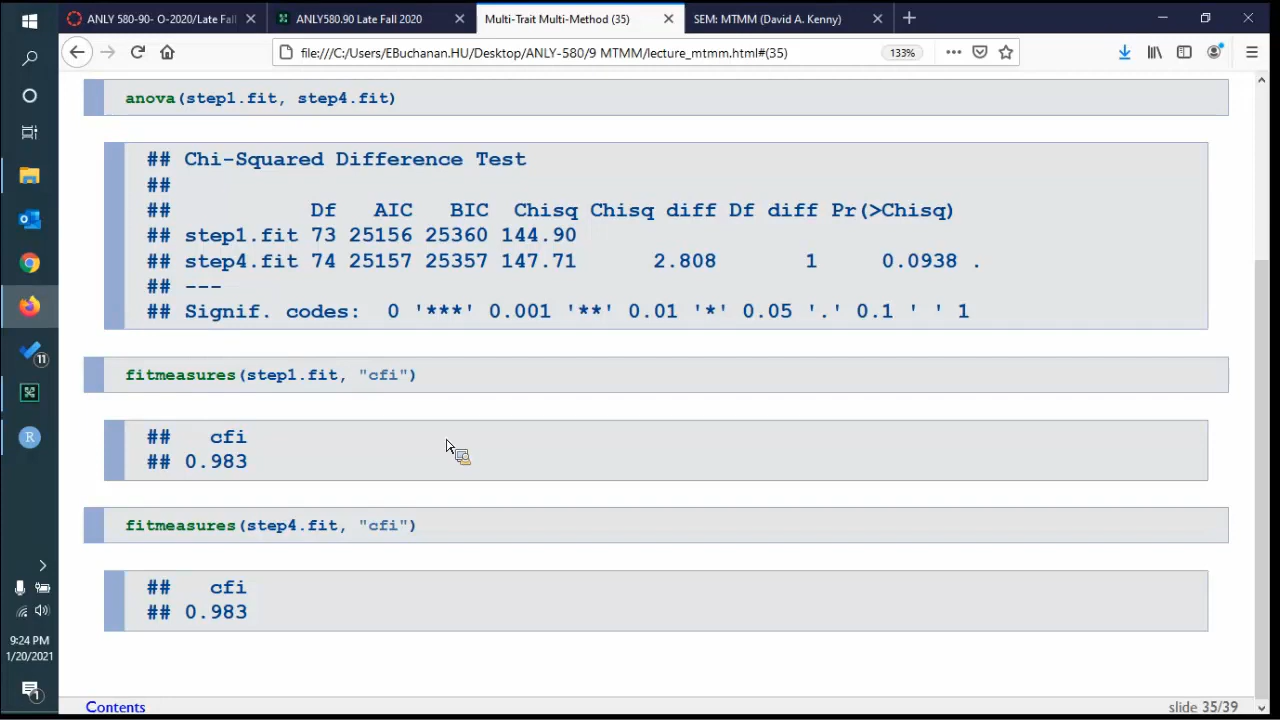 ANLY 580-90- O-2020/Late Fall
ANLY580.90 Late Fall 2020
Multi-Trait Multi-Method (35)
SEM: MTMM (David A. Kenny)
file:///C:/Users/EBuchanan.HU/Desktop/ANLY-580/9 MTMM/lecture_mtmm.html#(35)
133%
anova(step1.fit, step4.fit)
## Chi-Squared Difference Test
##
## Df AIC BIC Chisq Chisq diff Df diff Pr(>Chisq)
## step1.fit 73 25156 25360 144.90
## step4.fit 74 25157 25357 147.71 2.808 1 0.0938 .
## ---
## Signif. codes: 0 '***' 0.001 '**' 0.01 '*' 0.05 '.' 0.1 ' ' 1
fitmeasures(step1.fit, "cfi")
## cfi
## 0.983
fitmeasures(step4.fit, "cfi")
## cfi
## 0.983
Contents
slide 35/39
11
R
9:24 PM
1/20/2021
1